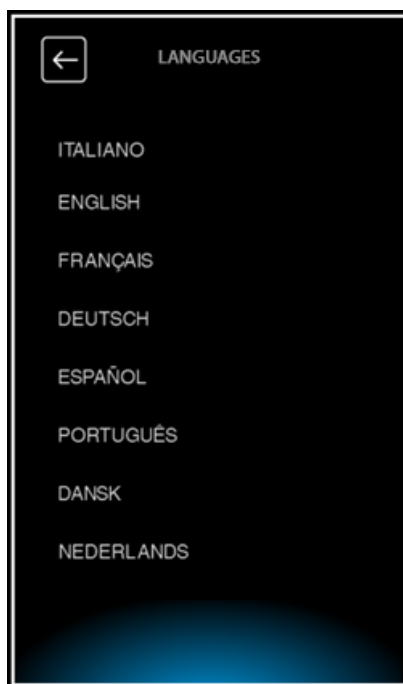 LANGUAGES
ITALIANO
ENGLISH
FRANÇAIS
DEUTSCH
ESPAÑOL
PORTUGUÊS
DANSK
NEDERLANDS